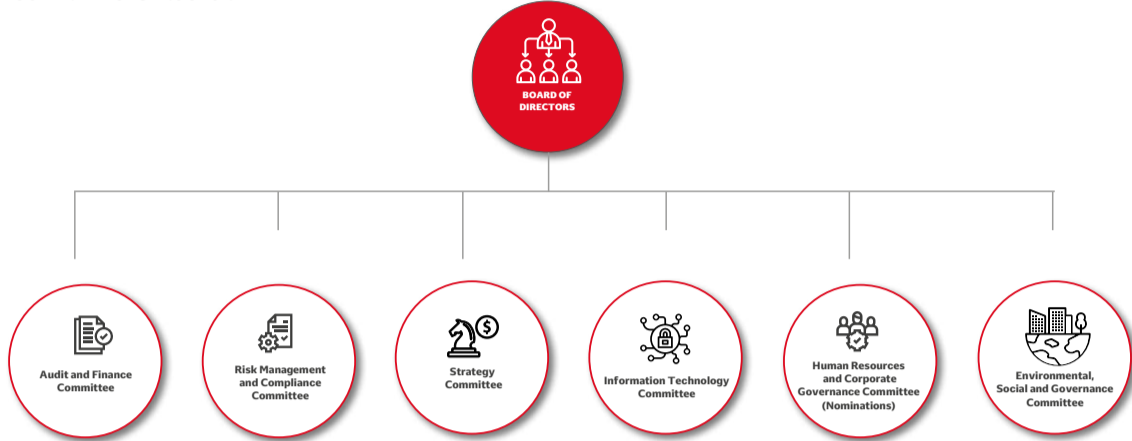 BOARD OF
DIRECTORS
Audit and Finance
Committee
Risk Management
and Compliance
Committee
$
Strategy
Committee
Information Technology
Committee
Human Resources
and Corporate
Governance Committee
(Nominations)
Environmental,
Social and Governance
Committee